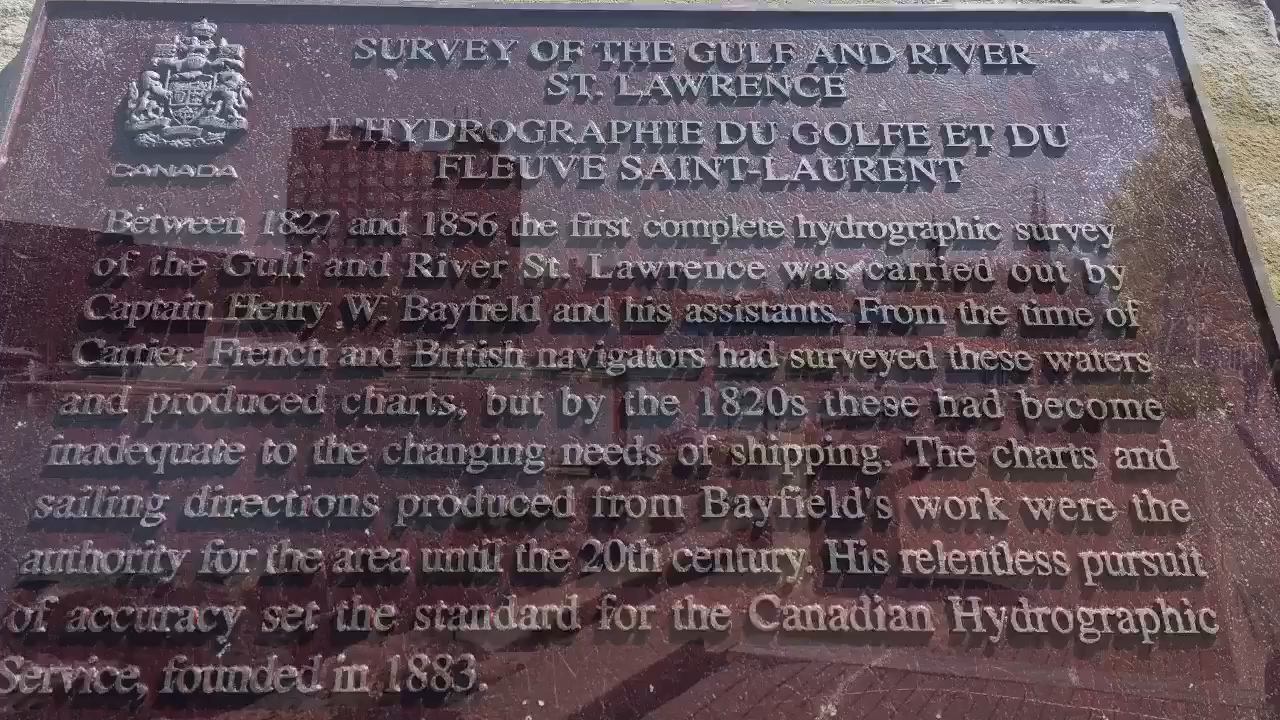 CANADA
SURVEY OF THE GULF AND RIVER
ST. LAWRENCE
L'HYDROGRAPHIE DU GOLFE ET DU
FLEUVE SAINT-LAURENT
Between 1827 and 1856 the first complete hydrographic survey
of the Gulf and River St. Lawrence was carried out by
Captain Henry W. Bayfield and his assistants. From the time of
Cartier, French and British navigators had surveyed these waters
and produced charts, but by the 1820s these had become
inadequate to the changing needs of shipping. The charts and
sailing directions produced from Bayfield's work were the
authority for the area until the 20th century. His relentless pursuit
of accuracy set the standard for the Canadian Hydrographic
Service, founded in 1883.